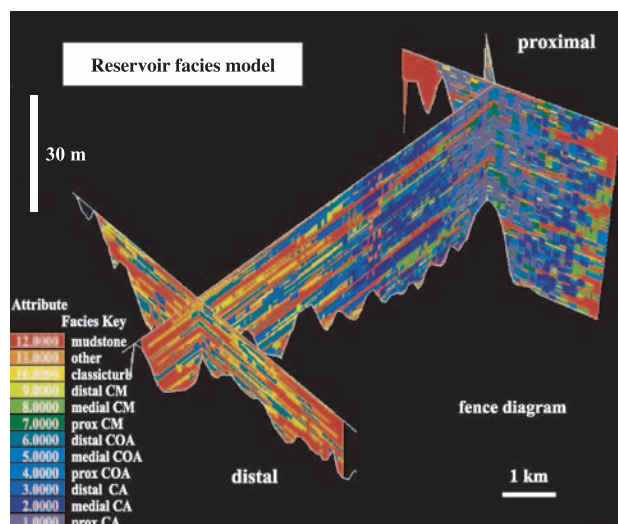 proximal
Reservoir facies model
30 m
Attribute
Facies Key
12.0000 mudstone
11.0000 other
10.0000 classicturb
9.0000 distal CM
8.0000 medial CM
7.0000 prox CM
6.0000 distal COA
5.0000 medial COA
4.0000 prox COA
3.0000 distal CA
2.0000 medial CA
1.0000 prox CA
fence diagram
distal
1 km